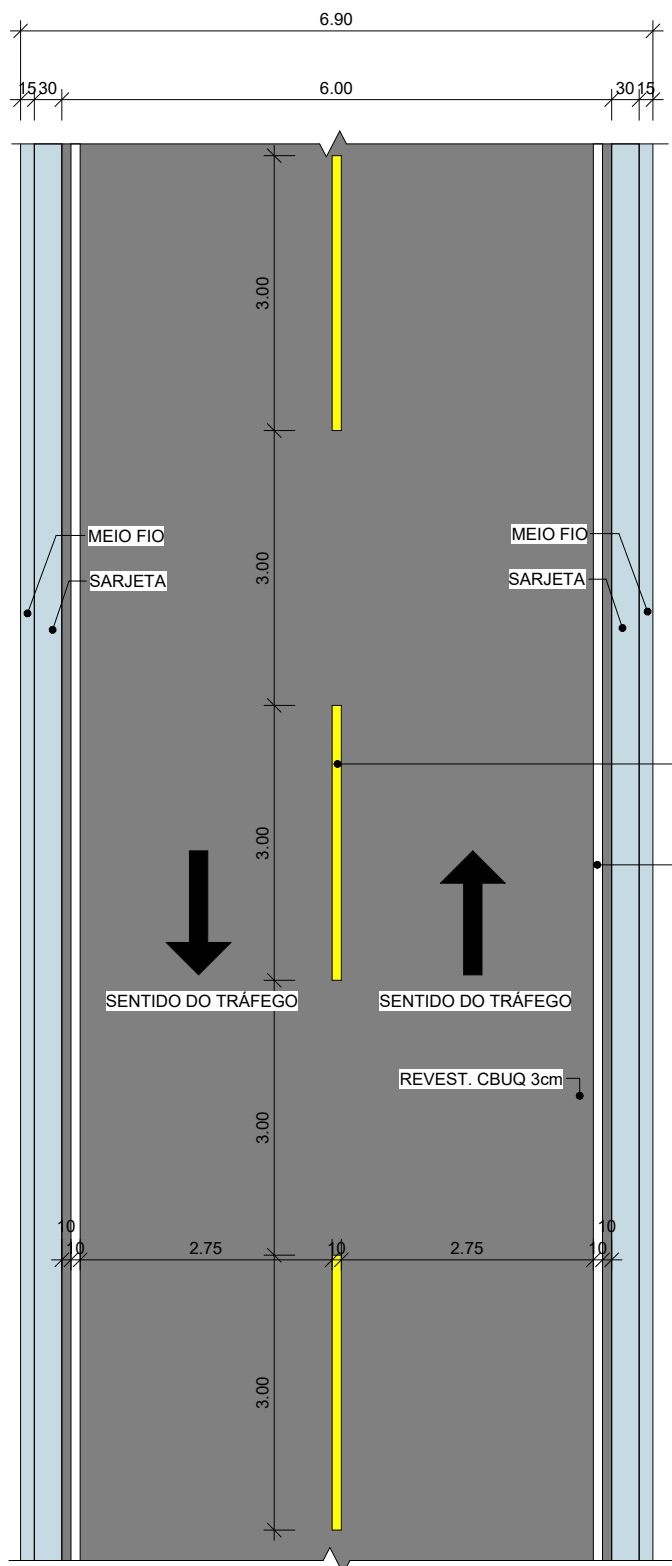 6.90
15 30 6.00 30 15
3.00
3.00
MEIO FIO
MEIO FIO
SARJETA
SARJETA
3.00
SENTIDO DO TRÁFEGO
SENTIDO DO TRÁFEGO
REVEST. CBUQ 3cm
3.00
10
10
10 2.75 10 2.75 10
3.00